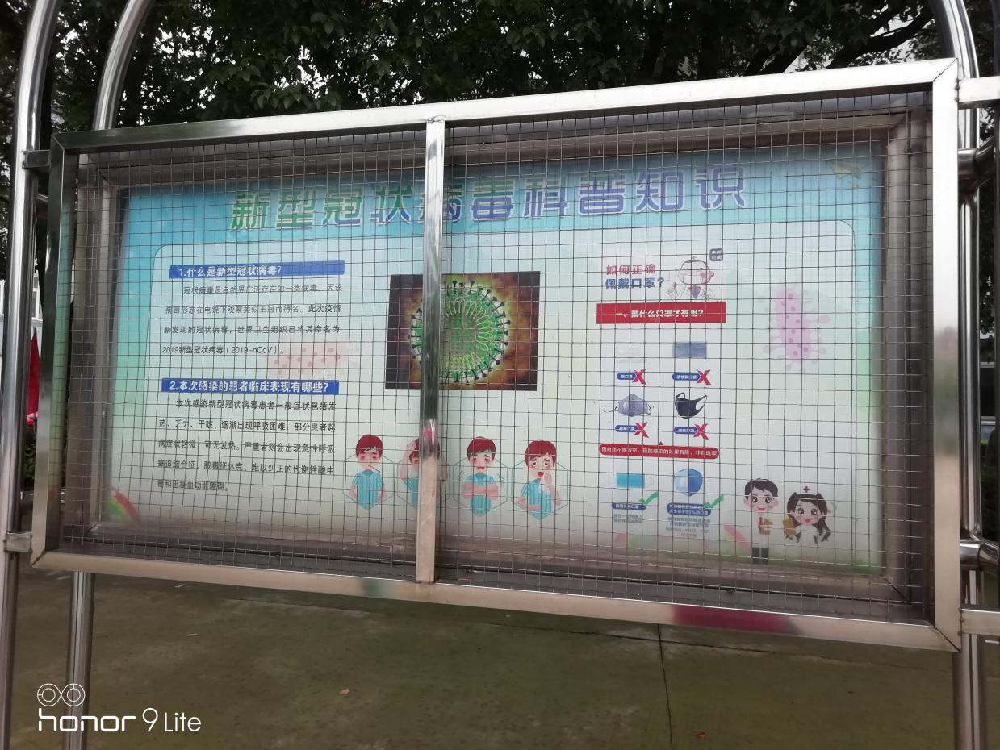 新型冠状病毒科普知识
1.什么是新型冠状病毒?
冠状病毒是自然界广泛存在的一类病毒，因该
病毒形态在电镜下观察类似王冠而得名。此次疫情
新发现的冠状病毒，世界卫生组织已将其命名为
2019新型冠状病毒（2019-nCoV）。
2.本次感染的患者临床表现有哪些?
本次感染新型冠状病毒患者一般症状包括发
热、乏力、干咳、逐渐出现呼吸困难，部分患者起
病症状轻微，可无发热。严重者则会出现急性呼吸
窘迫综合征、脓毒症休克、难以纠正的代谢性酸中
毒和出凝血功能障碍。
如何正确
佩戴口罩?
一、戴什么口罩才有用?
honor 9 Lite